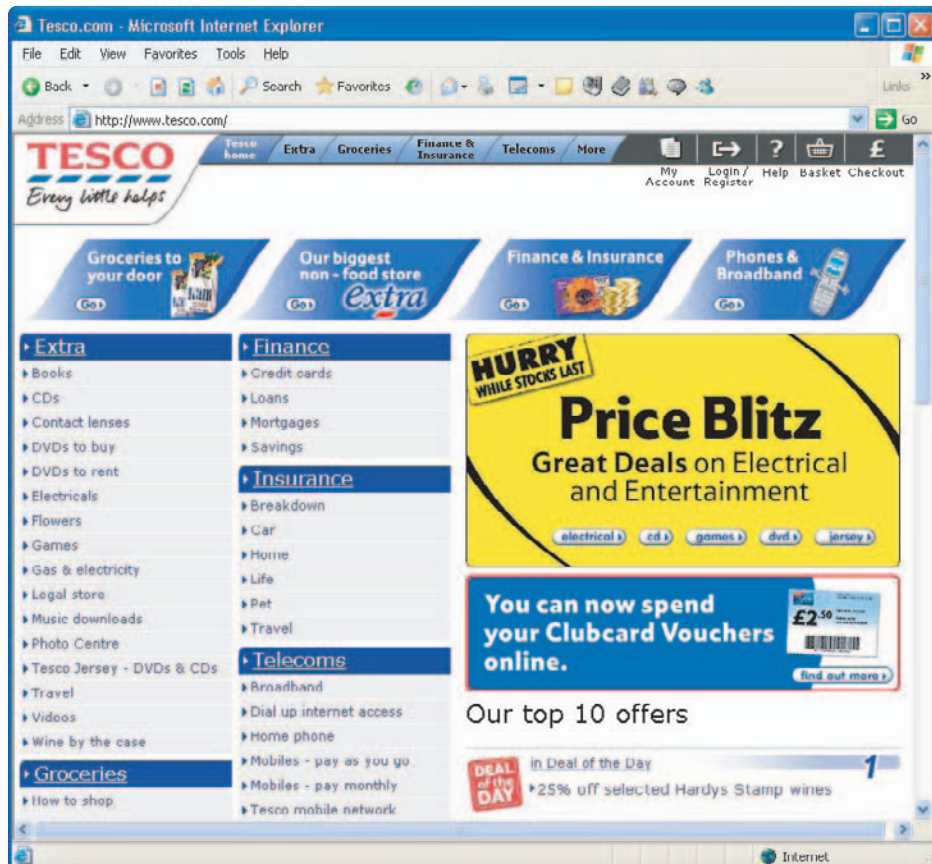 Tesco.com - Microsoft Internet Explorer
File Edit View Favorites Tools Help
Back Search Favorites Links
Address http://www.tesco.com/ Go
TESCO
Every little helps
Tesco home Extra Groceries Finance & Insurance Telecoms More
My Account Login / Register Help Basket Checkout
Groceries to your door
Go
Our biggest non - food store
extra
Go
Finance & Insurance
Go
Phones & Broadband
Go
Extra
Books
CDs
Contact lenses
DVDs to buy
DVDs to rent
Electricals
Flowers
Games
Gas & electricity
Legal store
Music downloads
Photo Centre
Tesco Jersey - DVDs & CDs
Travel
Videos
Wine by the case
Groceries
How to shop
Finance
Credit cards
Loans
Mortgages
Savings
Insurance
Breakdown
Car
Home
Life
Pet
Travel
Telecoms
Broadband
Dial up internet access
Home phone
Mobiles - pay as you go
Mobiles - pay monthly
Tesco mobile network
HURRY
WHILE STOCKS LAST
Price Blitz
Great Deals on Electrical
and Entertainment
electrical cd games dvd jersey
You can now spend
your Clubcard Vouchers
online.
£2.50
find out more
Our top 10 offers
DEAL of the DAY
in Deal of the Day 1
25% off selected Hardys Stamp wines
Internet